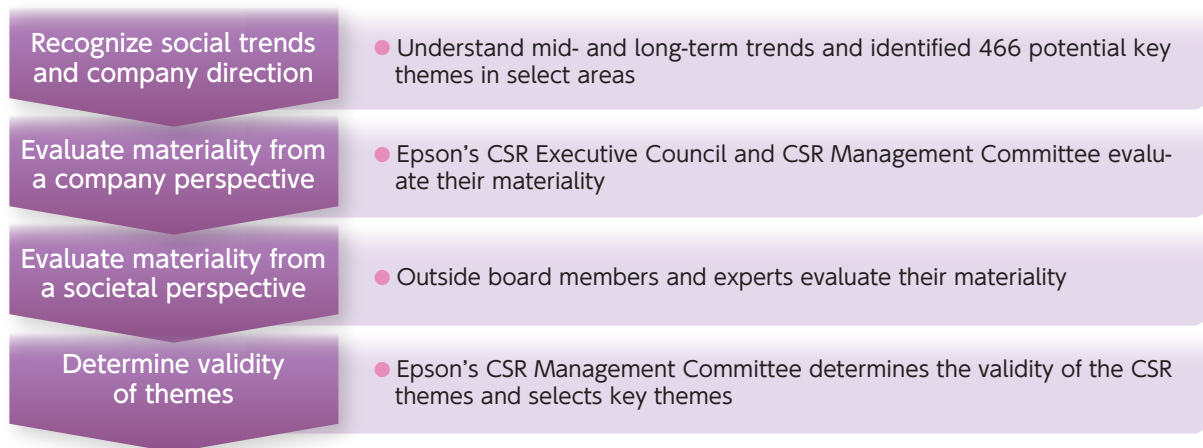 Recognize social trends
and company direction
● Understand mid- and long-term trends and identified 466 potential key
themes in select areas
Evaluate materiality from
a company perspective
● Epson's CSR Executive Council and CSR Management Committee evalu-
ate their materiality
Evaluate materiality from
a societal perspective
● Outside board members and experts evaluate their materiality
Determine validity
of themes
● Epson's CSR Management Committee determines the validity of the CSR
themes and selects key themes